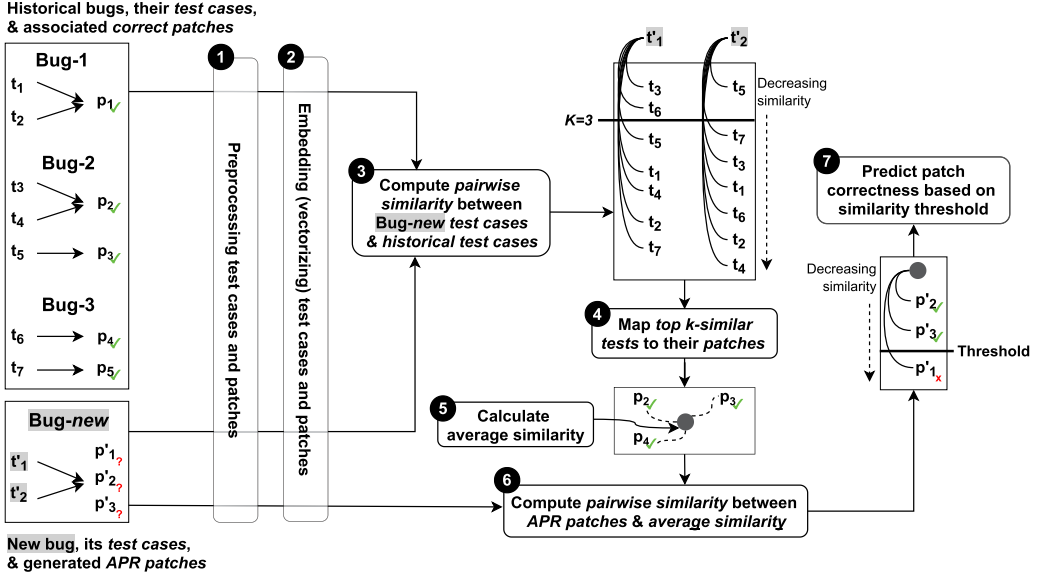 Historical bugs, their test cases,
& associated correct patches
Bug-1
t1
t2
p1
Bug-2
t3
t4
p2
t5
p3
Bug-3
t6
p4
t7
p5
Bug-new
t'1
t'2
p'1?
p'2?
p'3?
New bug, its test cases,
& generated APR patches
1
Preprocessing test cases and patches
2
Embedding (vectorizing) test cases and patches
3
Compute pairwise
similarity between
Bug-new test cases
& historical test cases
t'1
t3
t6
K=3
t5
t1
t4
t2
t7
t'2
t5
t7
t3
t1
t6
t2
t4
Decreasing
similarity
4
Map top k-similar
tests to their patches
5
Calculate
average similarity
p2
p3
p4
6
Compute pairwise similarity between
APR patches & average similarity
7
Predict patch
correctness based on
similarity threshold
Decreasing
similarity
p'2
p'3
Threshold
p'1x